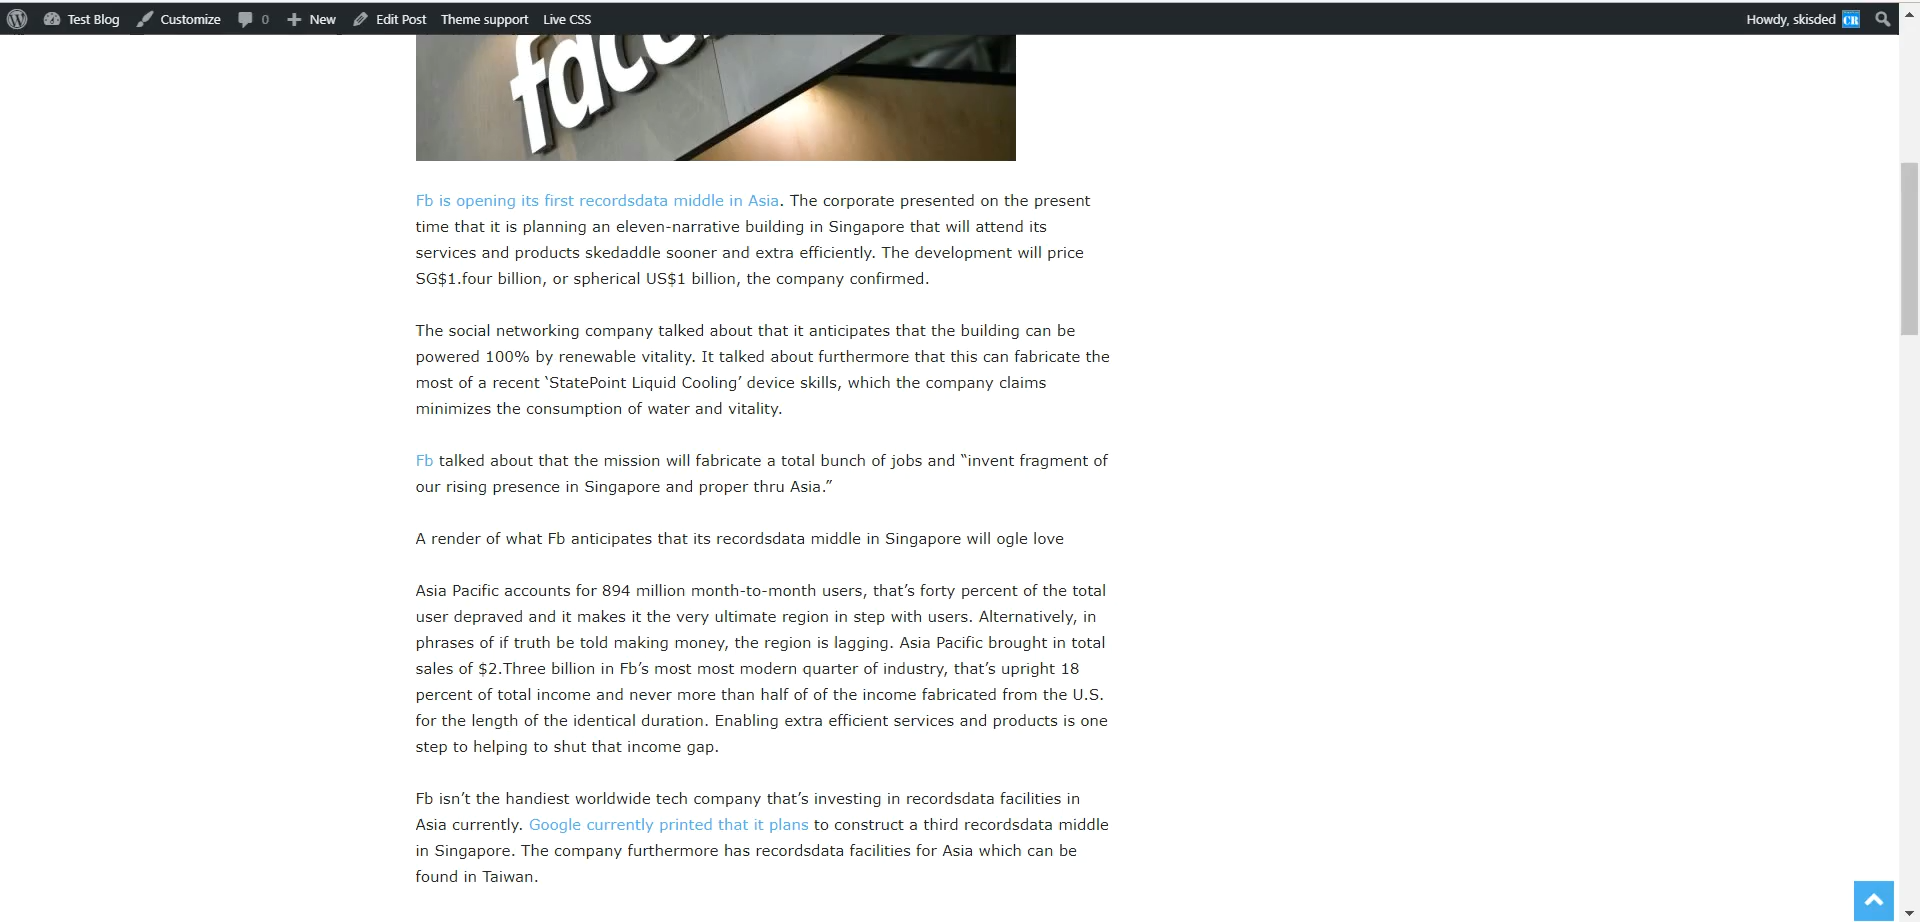 Test Blog Customize 0 New Edit Post Theme support Live CSS Howdy, skisded CR
face
Fb is opening its first recordsdata middle in Asia. The corporate presented on the present
time that it is planning an eleven-narrative building in Singapore that will attend its
services and products skedaddle sooner and extra efficiently. The development will price
SG$1.four billion, or spherical US$1 billion, the company confirmed.
The social networking company talked about that it anticipates that the building can be
powered 100% by renewable vitality. It talked about furthermore that this can fabricate the
most of a recent ‘StatePoint Liquid Cooling’ device skills, which the company claims
minimizes the consumption of water and vitality.
Fb talked about that the mission will fabricate a total bunch of jobs and “invent fragment of
our rising presence in Singapore and proper thru Asia.”
A render of what Fb anticipates that its recordsdata middle in Singapore will ogle love
Asia Pacific accounts for 894 million month-to-month users, that’s forty percent of the total
user depraved and it makes it the very ultimate region in step with users. Alternatively, in
phrases of if truth be told making money, the region is lagging. Asia Pacific brought in total
sales of $2.Three billion in Fb’s most most modern quarter of industry, that’s upright 18
percent of total income and never more than half of of the income fabricated from the U.S.
for the length of the identical duration. Enabling extra efficient services and products is one
step to helping to shut that income gap.
Fb isn’t the handiest worldwide tech company that’s investing in recordsdata facilities in
Asia currently. Google currently printed that it plans to construct a third recordsdata middle
in Singapore. The company furthermore has recordsdata facilities for Asia which can be
found in Taiwan.